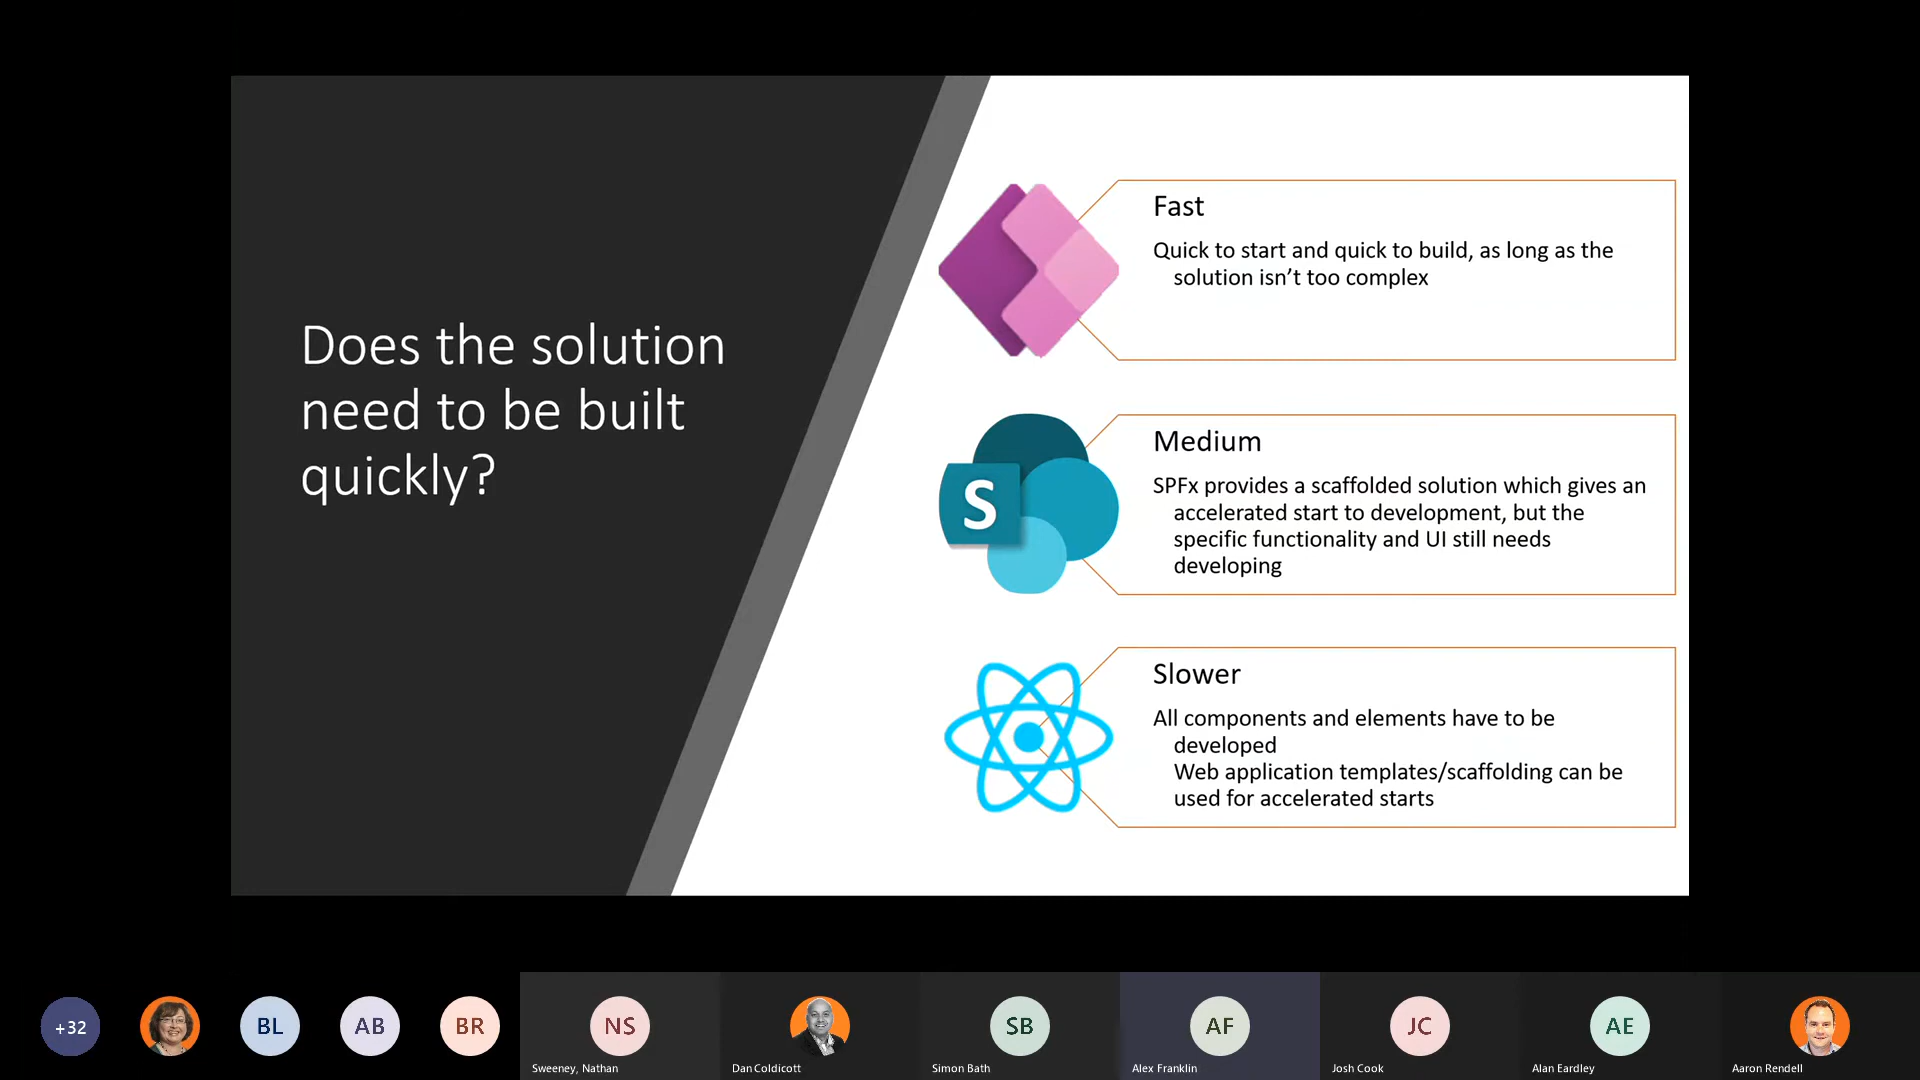 Does the solution
need to be built
quickly?
Fast
Quick to start and quick to build, as long as the
solution isn’t too complex
S
Medium
SPFx provides a scaffolded solution which gives an
accelerated start to development, but the
specific functionality and UI still needs
developing
Slower
All components and elements have to be
developed
Web application templates/scaffolding can be
used for accelerated starts
+32
BL
AB
BR
NS
Sweeney, Nathan
Dan Coldicott
SB
Simon Bath
AF
Alex Franklin
JC
Josh Cook
AE
Alan Eardley
Aaron Rendell